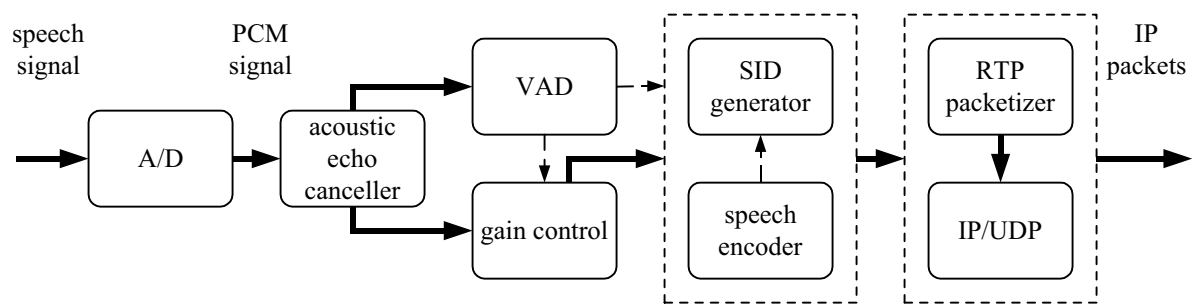 speech
signal
A/D
PCM
signal
acoustic
echo
canceller
VAD
gain control
SID
generator
speech
encoder
RTP
packetizer
IP/UDP
IP
packets